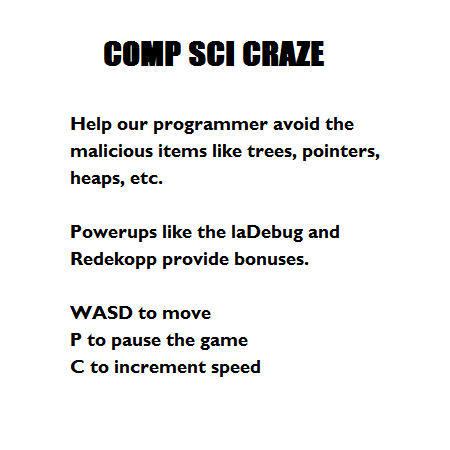 COMP SCI CRAZE
Help our programmer avoid the
malicious items like trees, pointers,
heaps, etc.
Powerups like the laDebug and
Redekopp provide bonuses.
WASD to move
P to pause the game
C to increment speed